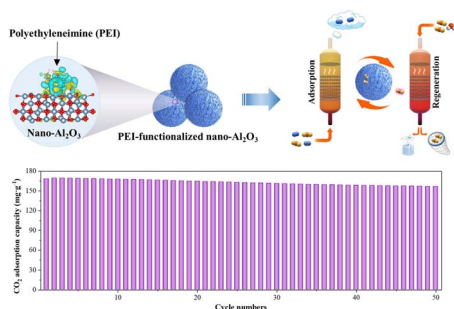 Polyethyleneimine (PEI)
Nano-Al₂O₃
PEI-functionalized nano-Al₂O₃
Adsorption
Regeneration
CO₂ adsorption capacity (mg·g⁻¹)
180
150
120
90
60
30
0
10
20
30
40
50
Cycle numbers